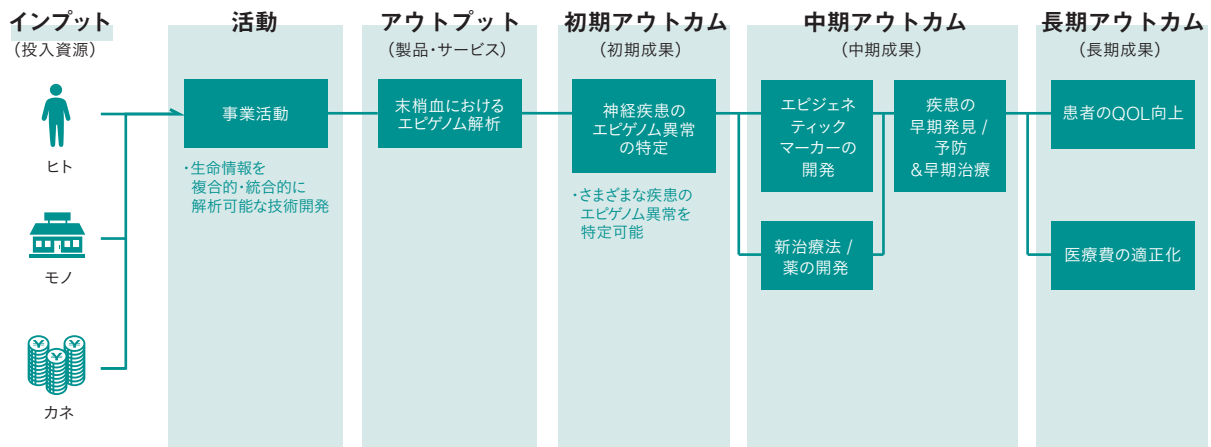 インプット
（投入資源）
ヒト
モノ
¥
¥
¥
カネ
活動
事業活動
・生命情報を
複合的・統合的に
解析可能な技術開発
アウトプット
（製品・サービス）
末梢血における
エピゲノム解析
初期アウトカム
（初期成果）
神経疾患の
エピゲノム異常
の特定
・さまざまな疾患の
エピゲノム異常を
特定可能
中期アウトカム
（中期成果）
エピジェネ
ティック
マーカーの
開発
新治療法 /
薬の開発
疾患の
早期発見 /
予防
＆早期治療
長期アウトカム
（長期成果）
患者のQOL向上
医療費の適正化